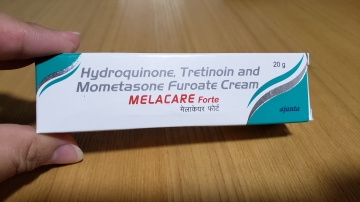 Hydroquinone, Tretinoin and
Mometasone Furoate Cream
20 g
MELACARE Forte
मेलाकेयर फोर्ट
ajanta